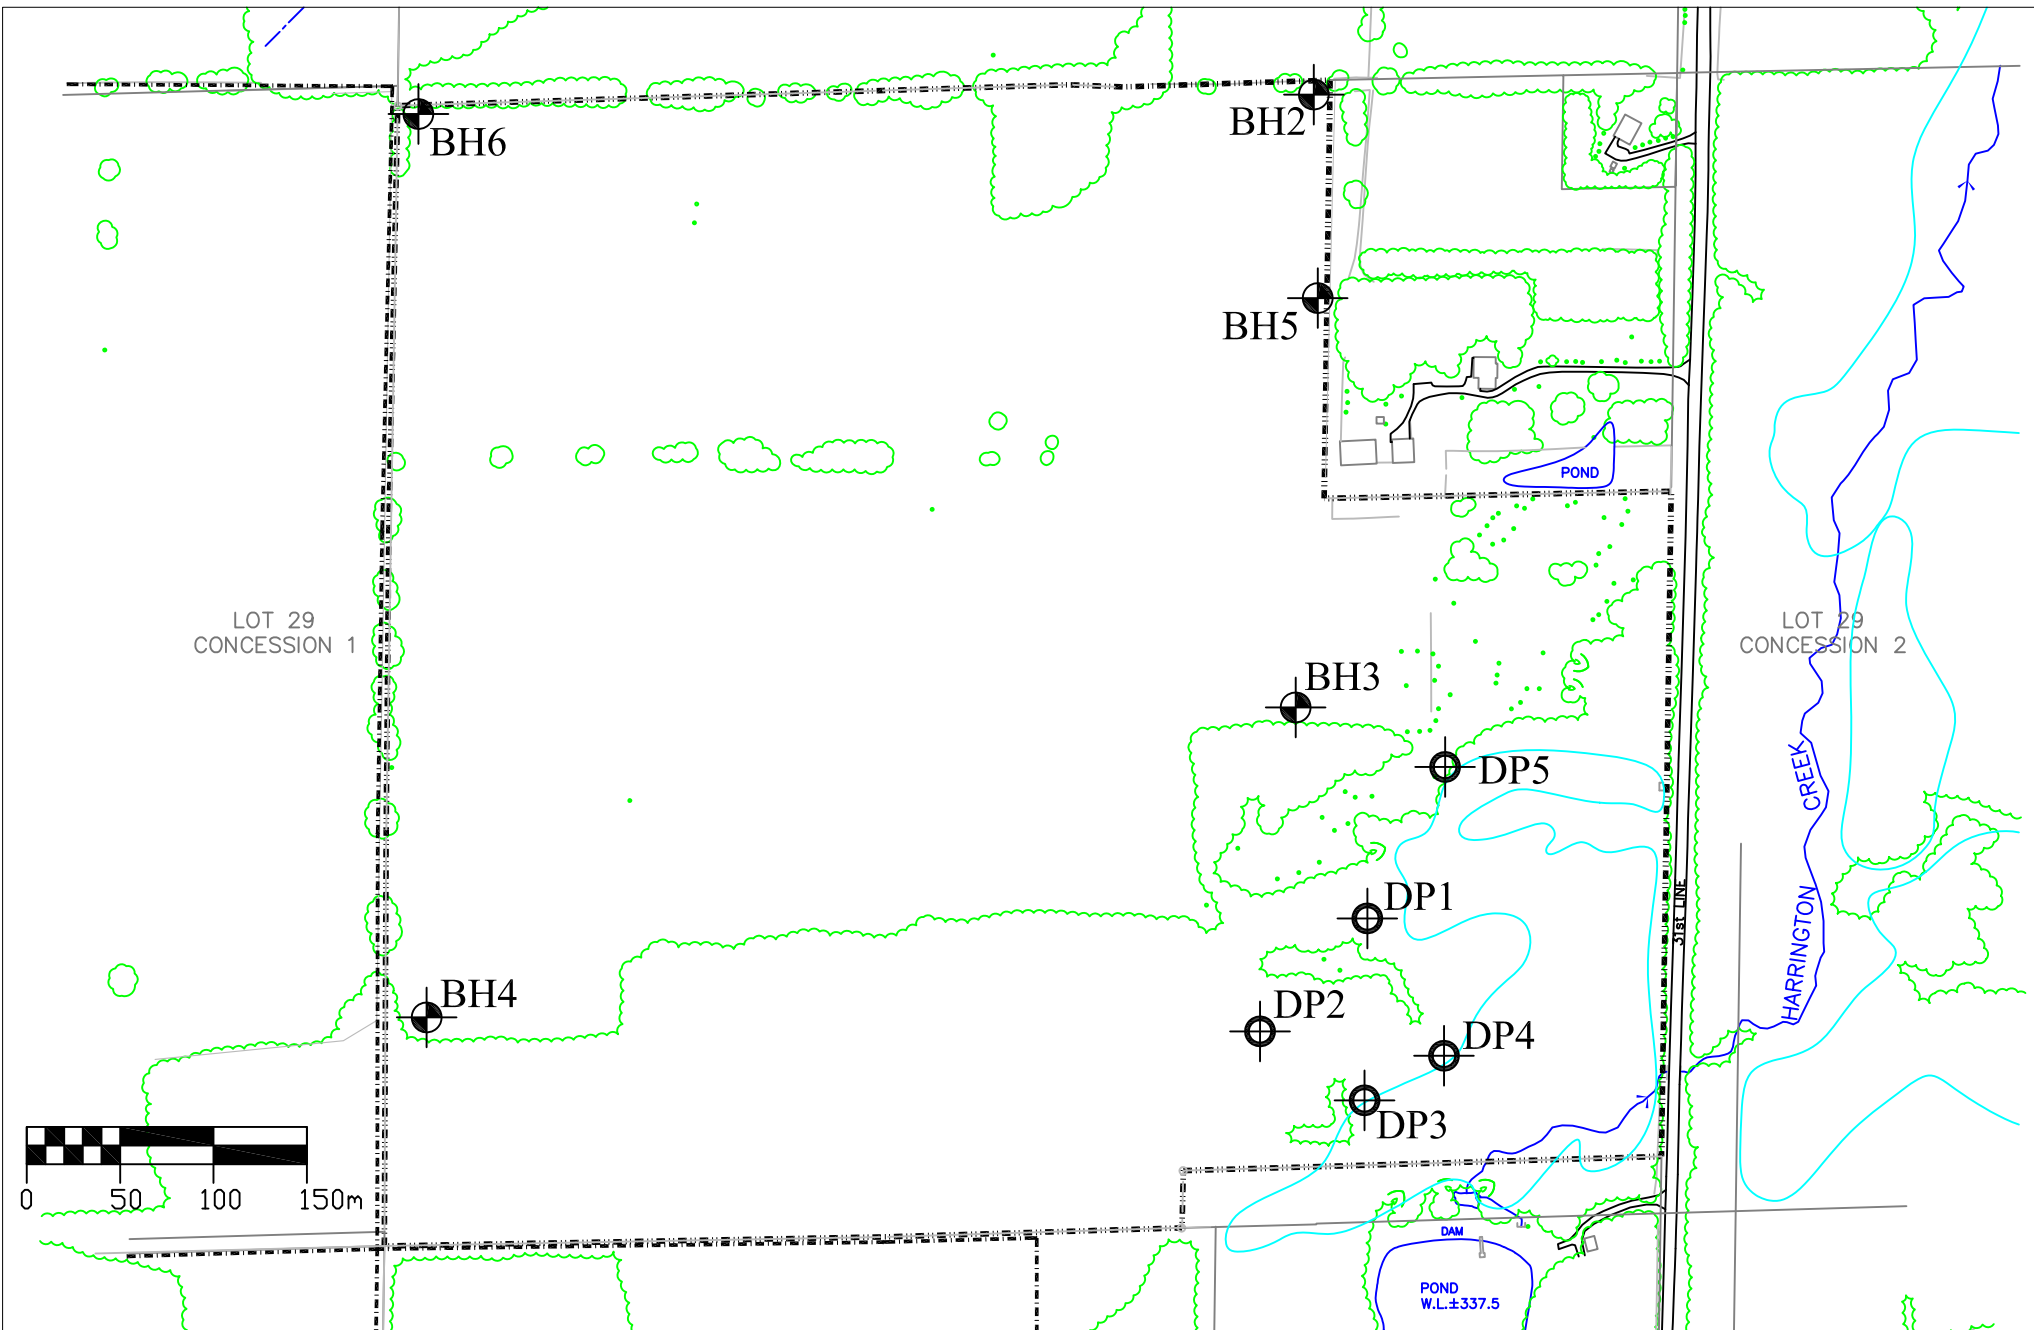 BH6
BH2
BH5
POND
LOT 29
CONCESSION 1
LOT 29
CONCESSION 2
BH3
DP5
HARRINGTON CREEK
DP1
31st LINE
BH4
DP2
DP4
DP3
0 50 100 150m
DAM
POND
W.L.±337.5